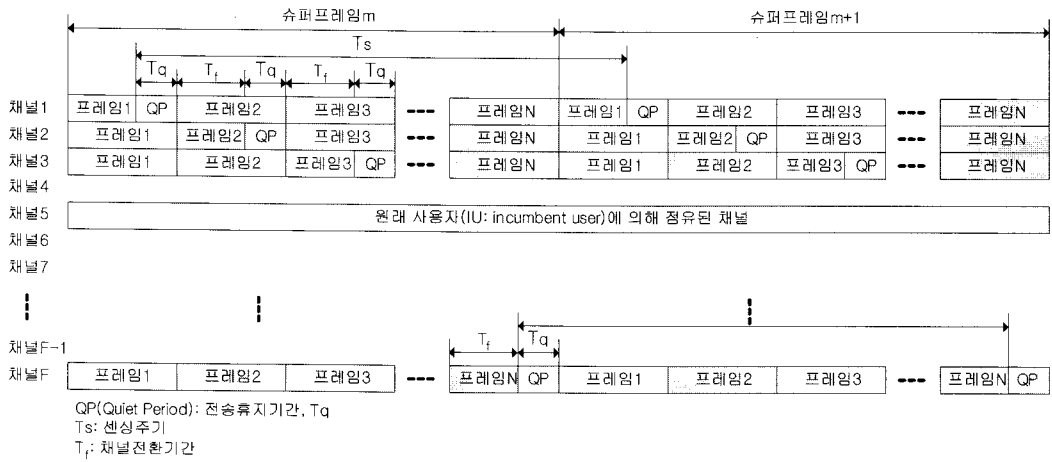 슈퍼프레임m 슈퍼프레임m+1
Ts
Tq Tf Tq Tf Tq
채널1 프레임1 QP 프레임2 프레임3 프레임N 프레임1 QP 프레임2 프레임3 프레임N
채널2 프레임1 프레임2 QP 프레임3 프레임N 프레임1 프레임2 QP 프레임3 프레임N
채널3 프레임1 프레임2 프레임3 QP 프레임N 프레임1 프레임2 프레임3 QP 프레임N
채널4
채널5 원래 사용자(IU: incumbent user)에 의해 점유된 채널
채널6
채널7
Tf Tq
채널F-1
채널F 프레임1 프레임2 프레임3 프레임N QP 프레임1 프레임2 프레임3 프레임N QP
QP(Quiet Period): 전송휴지기간, Tq
Ts: 센싱주기
Tf: 채널전환기간